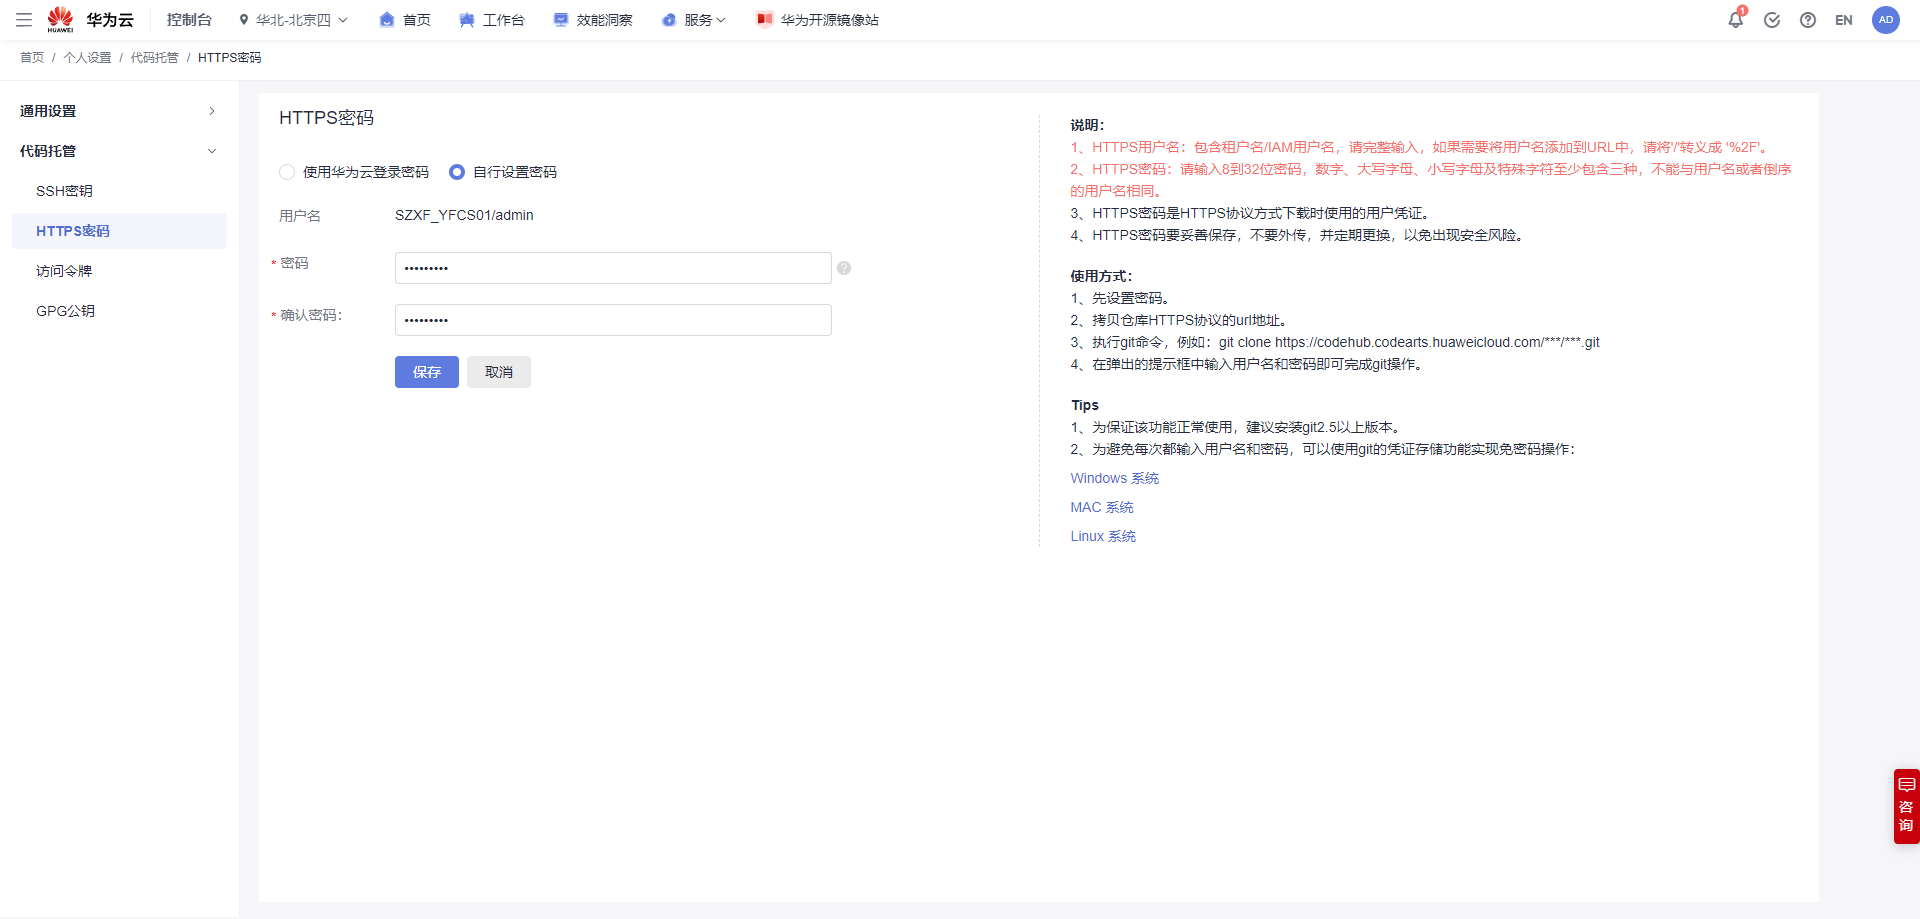 HUAWEI 华为云 控制台 华北-北京四 首页 工作台 效能洞察 服务 华为开源镜像站 1 EN AD
首页 / 个人设置 / 代码托管 / HTTPS密码
通用设置
代码托管
SSH密钥
HTTPS密码
访问令牌
GPG公钥
HTTPS密码
使用华为云登录密码 自行设置密码
用户名 SZXF_YFCS01/admin
* 密码 •••••••••
* 确认密码： •••••••••
保存 取消
说明：
1、HTTPS用户名：包含租户名/IAM用户名，请完整输入，如果需要将用户名添加到URL中，请将'/'转义成 '%2F'。
2、HTTPS密码：请输入8到32位密码，数字、大写字母、小写字母及特殊字符至少包含三种，不能与用户名或者倒序
的用户名相同。
3、HTTPS密码是HTTPS协议方式下载时使用的用户凭证。
4、HTTPS密码要妥善保存，不要外传，并定期更换，以免出现安全风险。
使用方式：
1、先设置密码。
2、拷贝仓库HTTPS协议的url地址。
3、执行git命令，例如：git clone https://codehub.codearts.huaweicloud.com/***/***.git
4、在弹出的提示框中输入用户名和密码即可完成git操作。
Tips
1、为保证该功能正常使用，建议安装git2.5以上版本。
2、为避免每次都输入用户名和密码，可以使用git的凭证存储功能实现免密码操作：
Windows 系统
MAC 系统
Linux 系统
咨
询